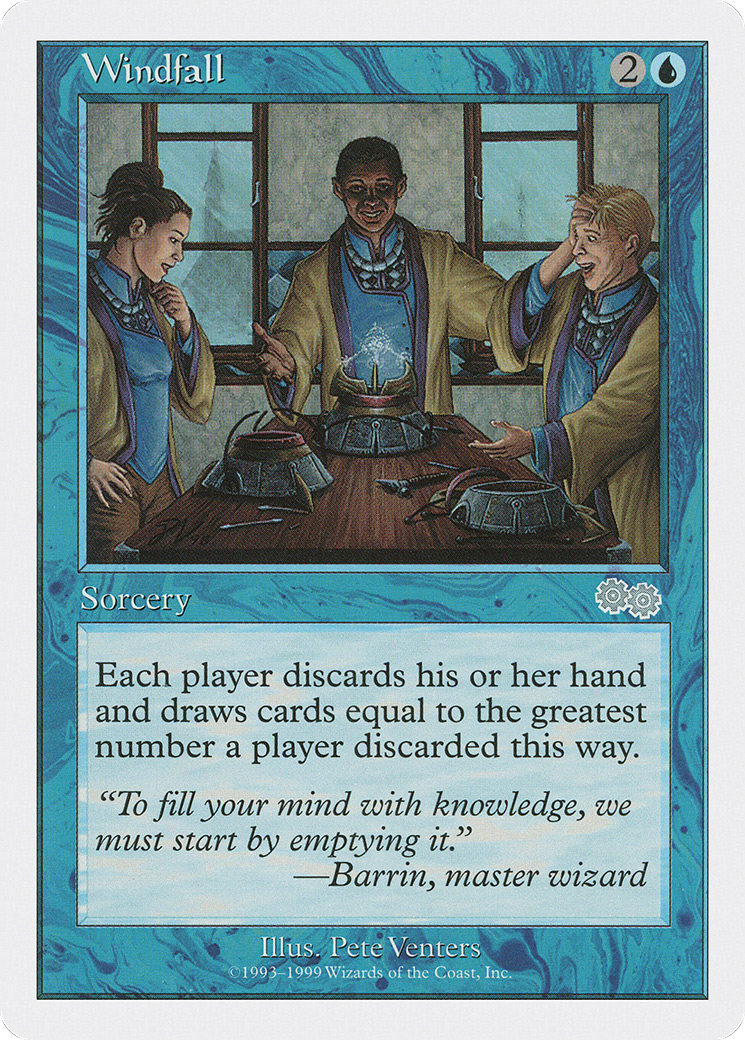 Windfall
2
Sorcery
Each player discards his or her hand
and draws cards equal to the greatest
number a player discarded this way.
“To fill your mind with knowledge, we
must start by emptying it.”
—Barrin, master wizard
Illus. Pete Venters
©1993–1999 Wizards of the Coast, Inc.